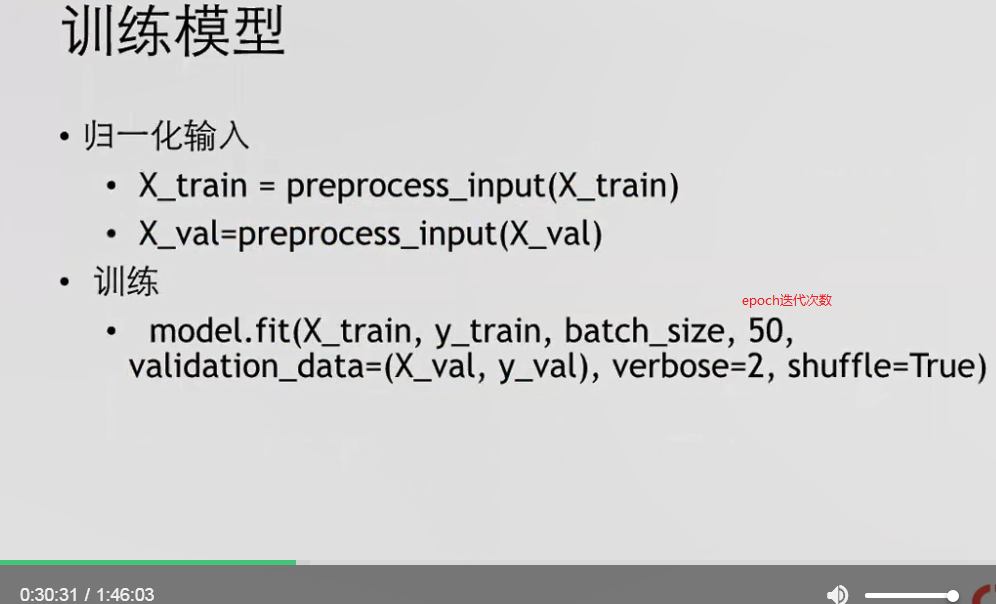 训练模型
• 归一化输入
• X_train = preprocess_input(X_train)
• X_val=preprocess_input(X_val)
• 训练
epoch迭代次数
• model.fit(X_train, y_train, batch_size, 50,
validation_data=(X_val, y_val), verbose=2, shuffle=True)
0:30:31 / 1:46:03